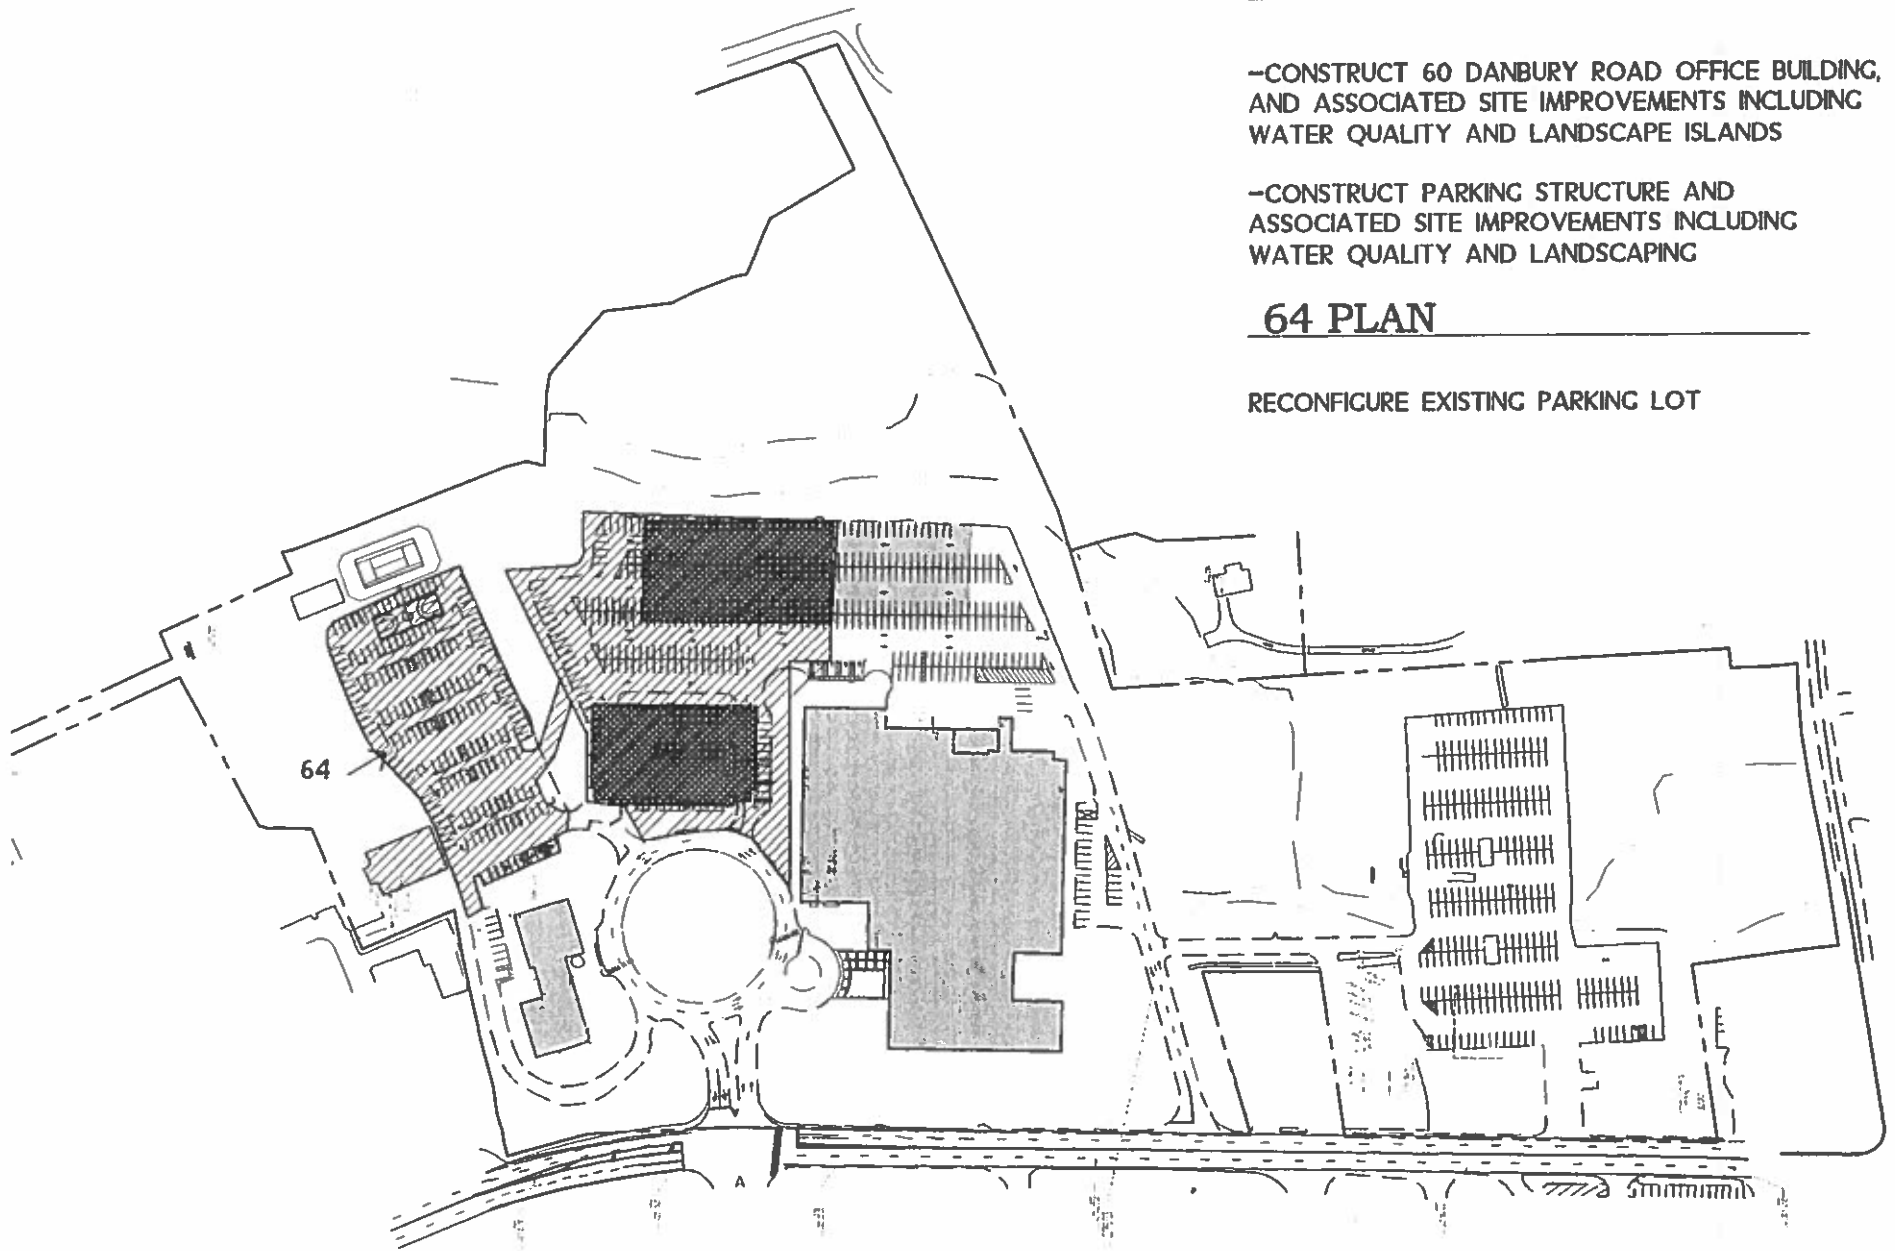 -CONSTRUCT 60 DANBURY ROAD OFFICE BUILDING,
AND ASSOCIATED SITE IMPROVEMENTS INCLUDING
WATER QUALITY AND LANDSCAPE ISLANDS
-CONSTRUCT PARKING STRUCTURE AND
ASSOCIATED SITE IMPROVEMENTS INCLUDING
WATER QUALITY AND LANDSCAPING
64 PLAN
RECONFIGURE EXISTING PARKING LOT
64
A